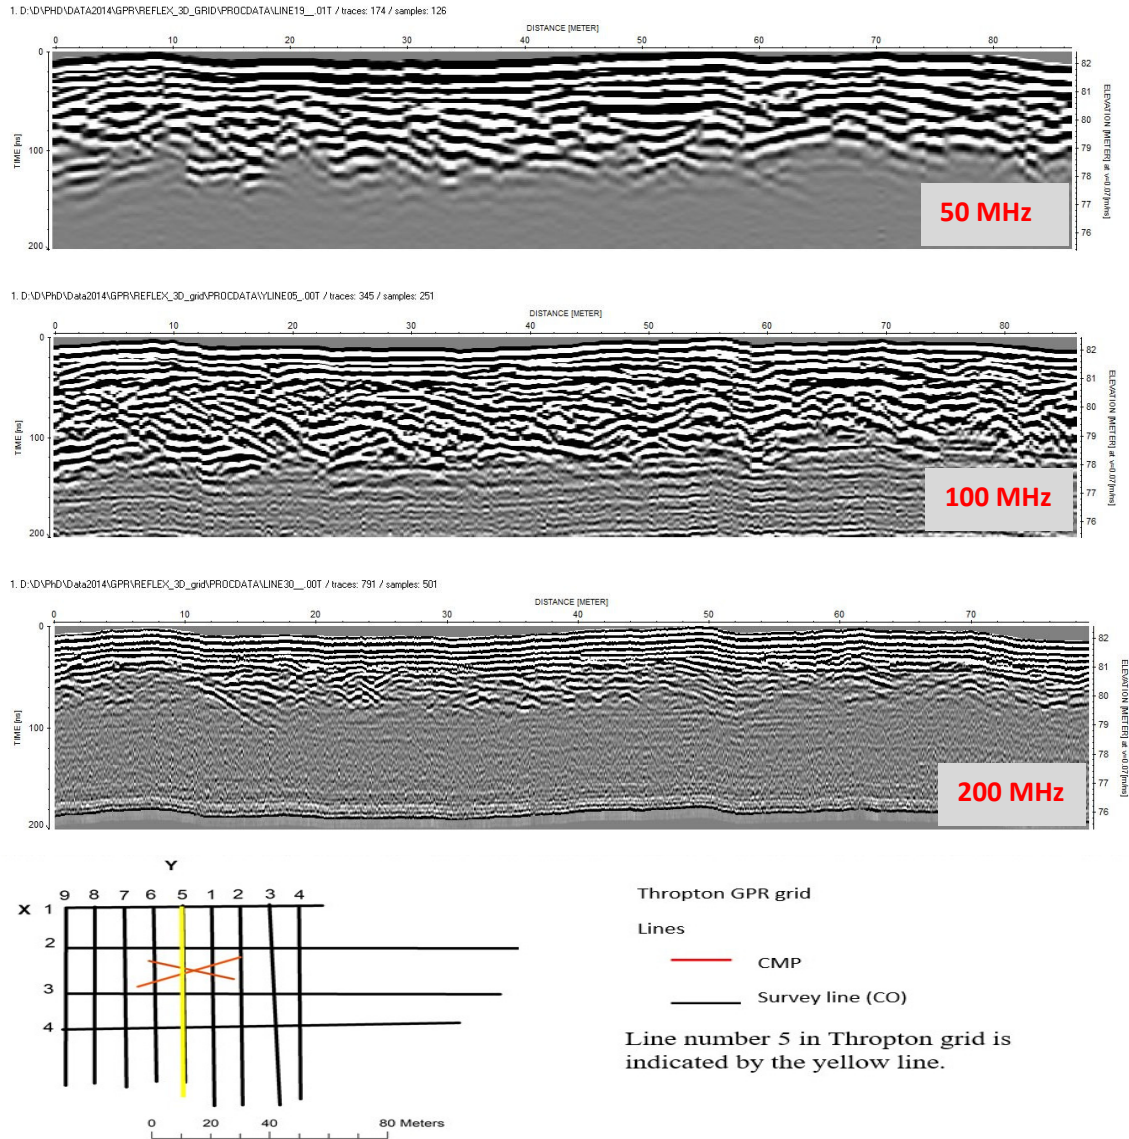 1. D:\D\PHD\DATA2014\GPR\REFLEX_3D_GRID\PROCDATA\LINE19__.01T / traces: 174 / samples: 126
DISTANCE [METER]
0 10 20 30 40 50 60 70 80
0
100
200
TIME [ns]
82
81
80
79
78
77
76
ELEVATION [METER] at v=0.07[m/ns]
50 MHz
1. D:\D\PhD\Data2014\GPR\REFLEX_3D_grid\PROCDATA\YLINE05_.00T / traces: 345 / samples: 251
DISTANCE [METER]
0 10 20 30 40 50 60 70 80
0
100
200
TIME [ns]
82
81
80
79
78
77
76
ELEVATION [METER] at v=0.07[m/ns]
100 MHz
1. D:\D\PhD\Data2014\GPR\REFLEX_3D_grid\PROCDATA\LINE30__.00T / traces: 791 / samples: 501
DISTANCE [METER]
0 10 20 30 40 50 60 70
0
100
200
TIME [ns]
82
81
80
79
78
77
76
ELEVATION [METER] at v=0.07[m/ns]
200 MHz
Y
9 8 7 6 5 1 2 3 4
X 1
2
3
4
0 20 40 80 Meters
Thropton GPR grid
Lines
CMP
Survey line (CO)
Line number 5 in Thropton grid is
indicated by the yellow line.